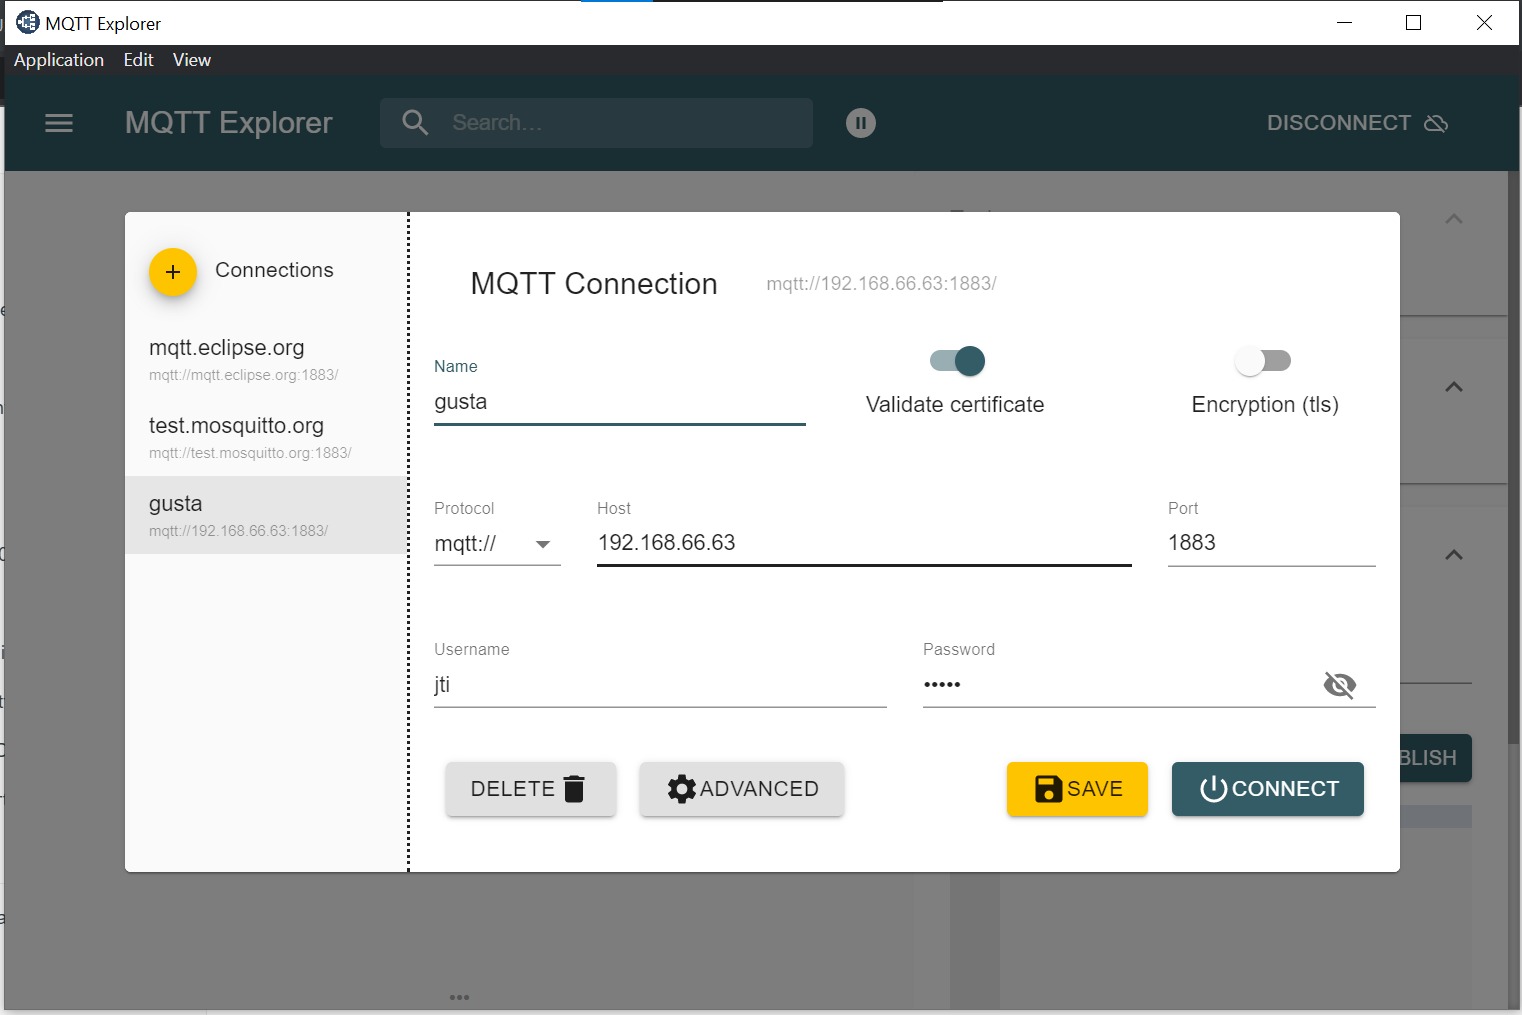 MQTT Explorer
Application Edit View
MQTT Explorer Search... DISCONNECT
Connections
mqtt.eclipse.org
mqtt://mqtt.eclipse.org:1883/
test.mosquitto.org
mqtt://test.mosquitto.org:1883/
gusta
mqtt://192.168.66.63:1883/
MQTT Connection mqtt://192.168.66.63:1883/
Name
gusta
Validate certificate Encryption (tls)
Protocol Host Port
mqtt:// 192.168.66.63 1883
Username Password
jti •••••
DELETE ADVANCED SAVE CONNECT
BLISH